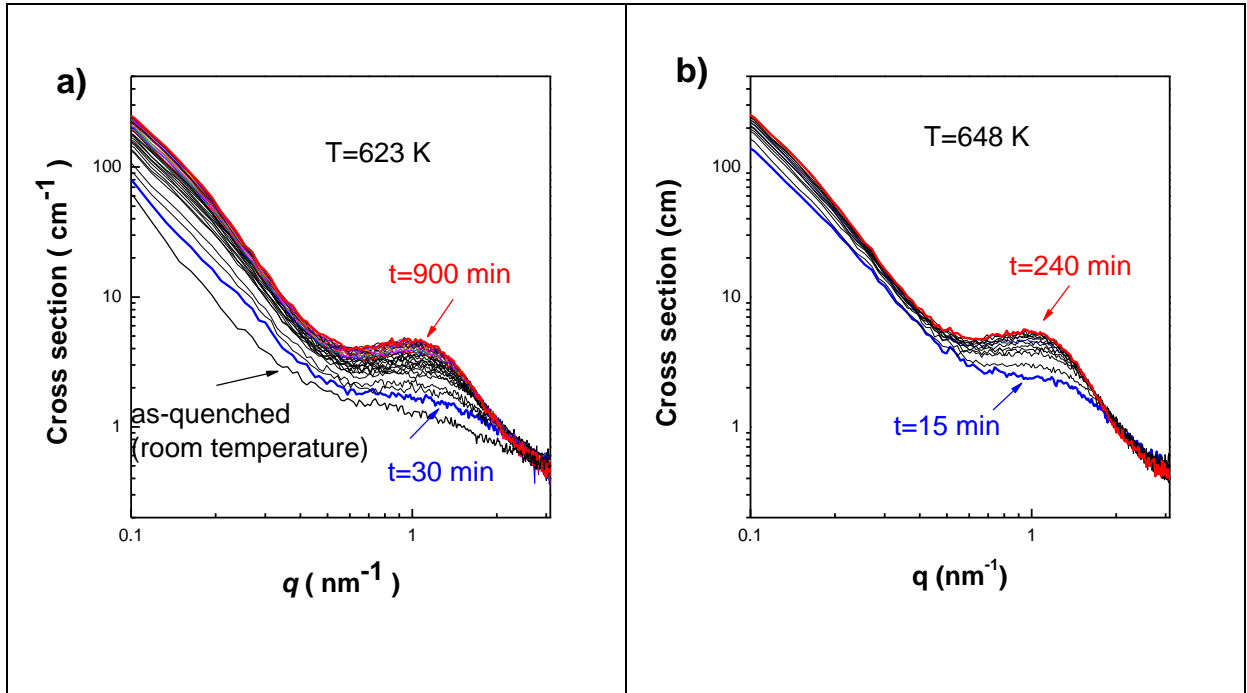 a)
T=623 K
t=900 min
as-quenched
(room temperature)
t=30 min
100
10
1
0.1
1
Cross section ( cm⁻¹ )
q ( nm⁻¹ )
b)
T=648 K
t=240 min
t=15 min
100
10
1
0.1
1
Cross section (cm)
q (nm⁻¹)